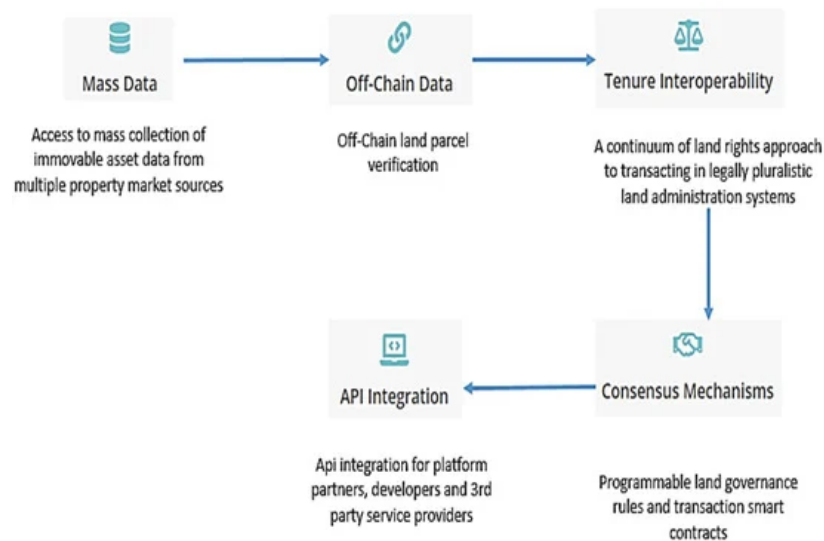 Mass Data
Access to mass collection of
immovable asset data from
multiple property market sources
Off-Chain Data
Off-Chain land parcel
verification
Tenure Interoperability
A continuum of land rights approach
to transacting in legally pluralistic
land administration systems
Consensus Mechanisms
Programmable land governance
rules and transaction smart
contracts
API Integration
Api integration for platform
partners, developers and 3rd
party service providers